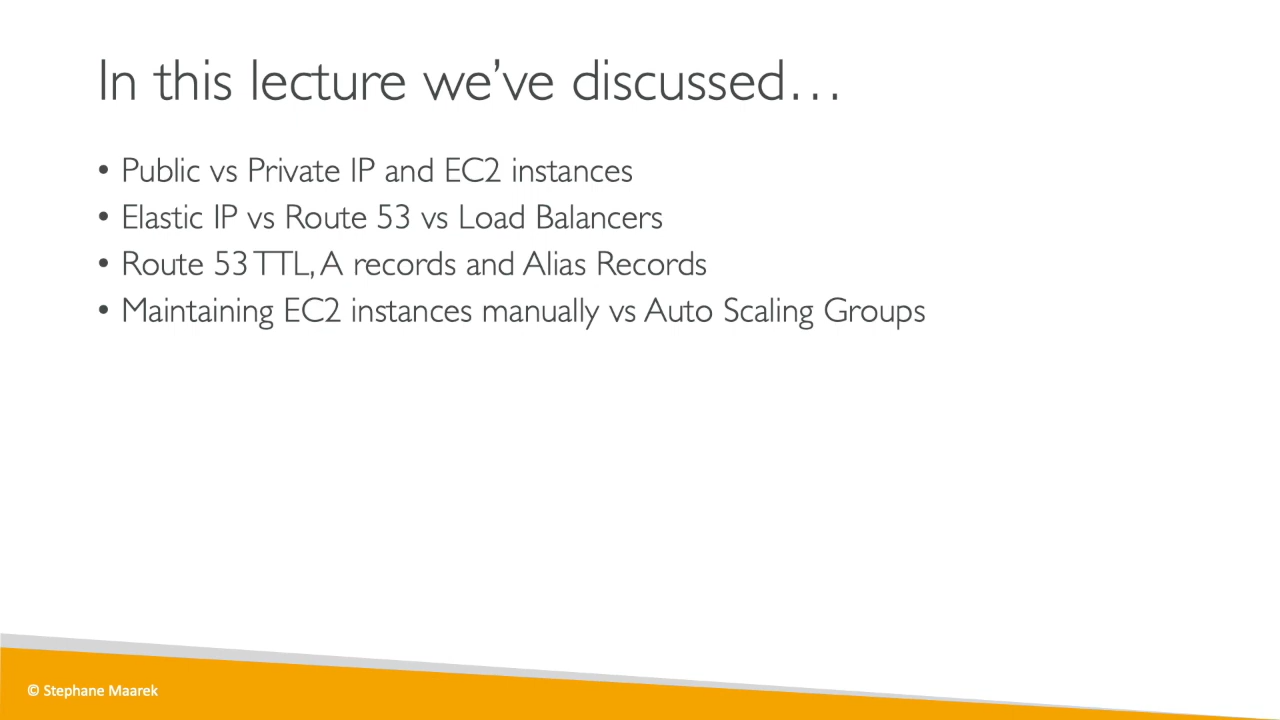 In this lecture we've discussed…
• Public vs Private IP and EC2 instances
• Elastic IP vs Route 53 vs Load Balancers
• Route 53 TTL, A records and Alias Records
• Maintaining EC2 instances manually vs Auto Scaling Groups
© Stephane Maarek